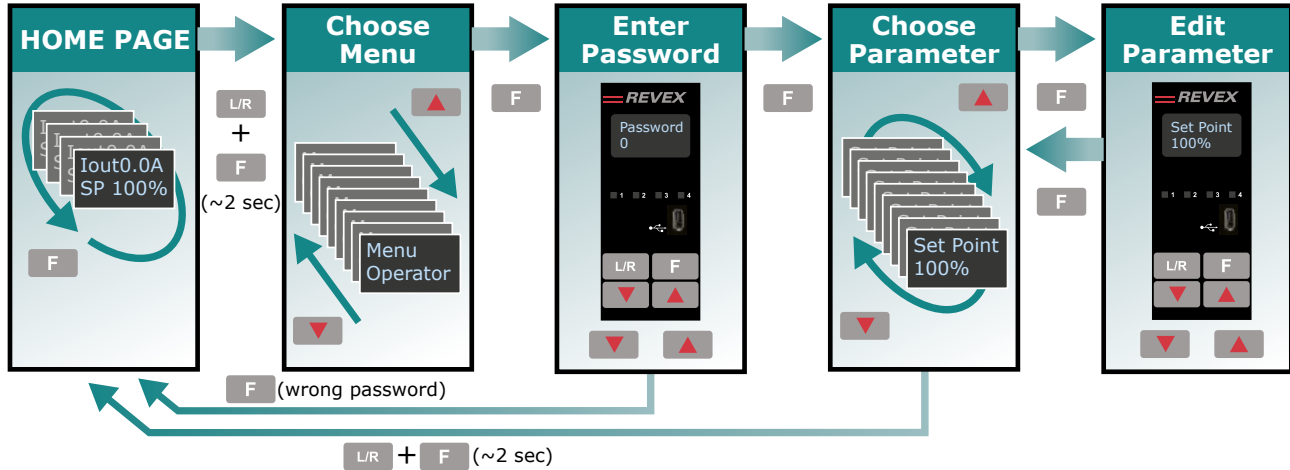 HOME PAGE
Iout0.0A
SP 100%
F
L/R
+
F
(~2 sec)
Choose
Menu
Menu
Operator
F
Enter
Password
REVEX
Password
0
1 2 3 4
L/R F
F
Choose
Parameter
Set Point
100%
F
F
Edit
Parameter
REVEX
Set Point
100%
1 2 3 4
L/R F
F (wrong password)
L/R + F (~2 sec)